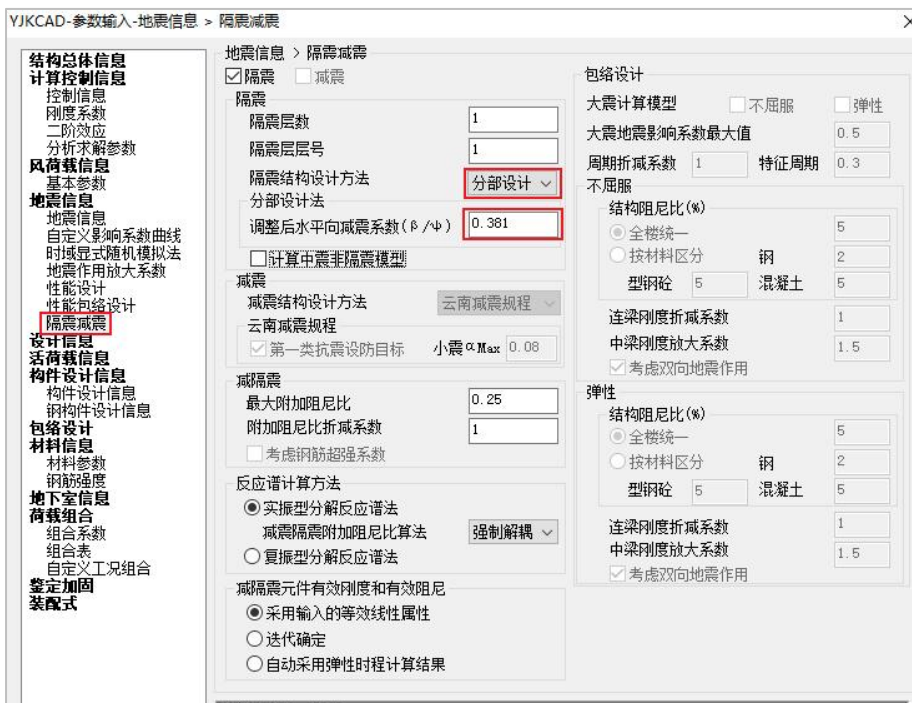 YJKCAD-参数输入-地震信息 > 隔震减震
结构总体信息
计算控制信息
控制信息
刚度系数
二阶效应
分析求解参数
风荷载信息
基本参数
地震信息
地震信息
自定义影响系数曲线
时域显式随机模拟法
地震作用放大系数
性能设计
性能包络设计
隔震减震
设计信息
活荷载信息
构件设计信息
构件设计信息
钢构件设计信息
包络设计
材料信息
材料参数
钢筋强度
地下室信息
荷载组合
组合系数
组合表
自定义工况组合
鉴定加固
装配式
地震信息 > 隔震减震
隔震 减震
隔震
隔震层数 1
隔震层层号 1
隔震结构设计方法 分部设计
分部设计法
调整后水平向减震系数(β/ψ) 0.381
计算中震非隔震模型
减震
减震结构设计方法 云南减震规程
云南减震规程
第一类抗震设防目标 小震αMax 0.08
减隔震
最大附加阻尼比 0.25
附加阻尼比折减系数 1
考虑钢筋超强系数
反应谱计算方法
实振型分解反应谱法
减震隔震附加阻尼比算法 强制解耦
复振型分解反应谱法
减隔震元件有效刚度和有效阻尼
采用输入的等效线性属性
迭代确定
自动采用弹性时程计算结果
包络设计
大震计算模型 不屈服 弹性
大震地震影响系数最大值 0.5
周期折减系数 1 特征周期 0.3
不屈服
结构阻尼比(%)
全楼统一 5
按材料区分 钢 2
型钢砼 5 混凝土 5
连梁刚度折减系数 1
中梁刚度放大系数 1.5
考虑双向地震作用
弹性
结构阻尼比(%)
全楼统一 5
按材料区分 钢 2
型钢砼 5 混凝土 5
连梁刚度折减系数 1
中梁刚度放大系数 1.5
考虑双向地震作用